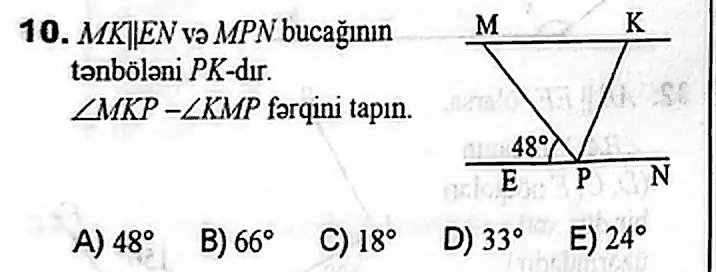 10. MK||EN və MPN bucağının
tənböləni PK-dır.
∠MKP –∠KMP fərqini tapın.
M K
48°
E P N
A) 48° B) 66° C) 18° D) 33° E) 24°